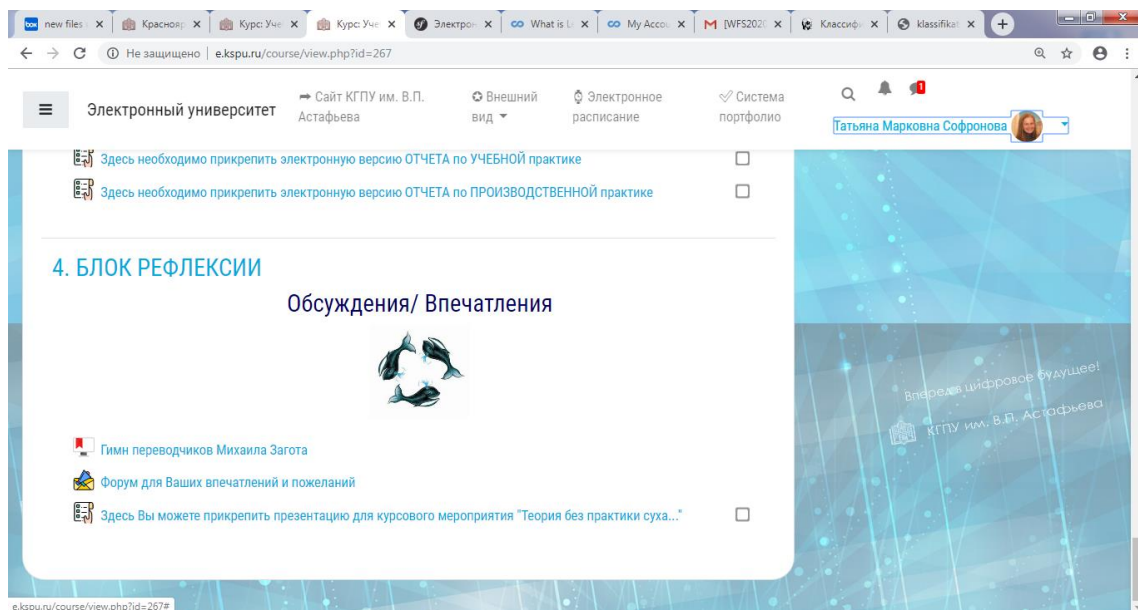 new files
Краснояр
Курс: Уче
Курс: Уче
Электрон
What is L
My Accou
[WFS2020
Классифи
klassifikat
Не защищено | e.kspu.ru/course/view.php?id=267
Электронный университет
Сайт КГПУ им. В.П.
Астафьева
Внешний
вид
Электронное
расписание
Система
портфолио
1
Татьяна Марковна Софронова
Здесь необходимо прикрепить электронную версию ОТЧЕТА по УЧЕБНОЙ практике
Здесь необходимо прикрепить электронную версию ОТЧЕТА по ПРОИЗВОДСТВЕННОЙ практике
4. БЛОК РЕФЛЕКСИИ
Обсуждения/ Впечатления
Вперед в цифровое будущее!
КГПУ им. В.П. Астафьева
Гимн переводчиков Михаила Загота
Форум для Ваших впечатлений и пожеланий
Здесь Вы можете прикрепить презентацию для курсового мероприятия "Теория без практики суха..."
e.kspu.ru/course/view.php?id=267#